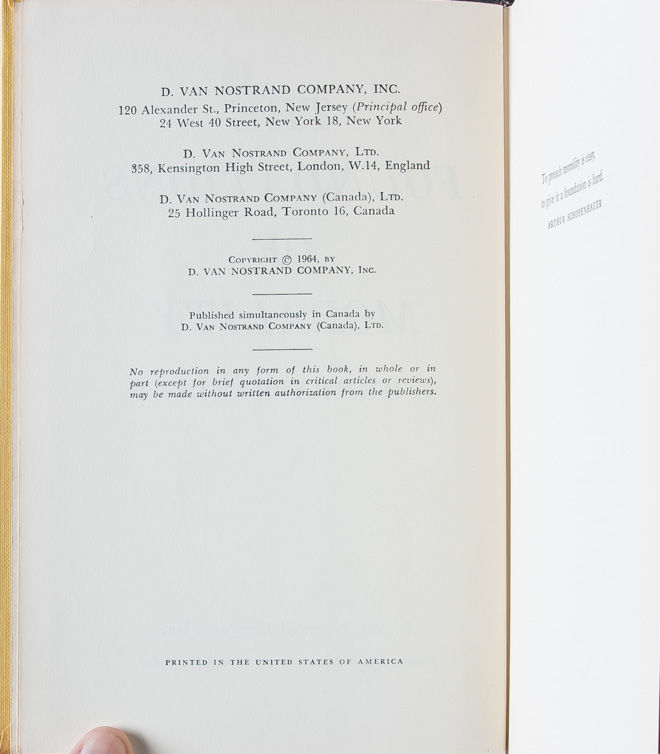 D. VAN NOSTRAND COMPANY, INC.
120 Alexander St., Princeton, New Jersey (Principal office)
24 West 40 Street, New York 18, New York
D. VAN NOSTRAND COMPANY, LTD.
358, Kensington High Street, London, W.14, England
D. VAN NOSTRAND COMPANY (Canada), LTD.
25 Hollinger Road, Toronto 16, Canada
COPYRIGHT © 1964, BY
D. VAN NOSTRAND COMPANY, INC.
Published simultaneously in Canada by
D. VAN NOSTRAND COMPANY (Canada), LTD.
No reproduction in any form of this book, in whole or in
part (except for brief quotation in critical articles or reviews),
may be made without written authorization from the publishers.
PRINTED IN THE UNITED STATES OF AMERICA
To preach morality is easy,
to give it a foundation is hard.
ARTHUR SCHOPENHAUER